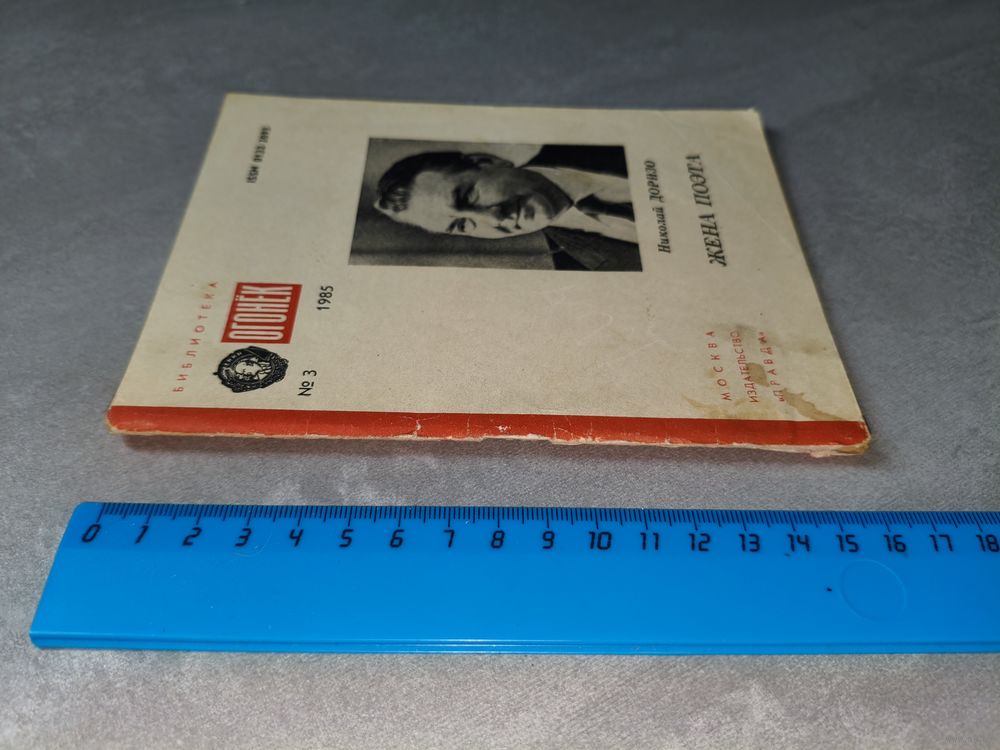 БИБЛИОТЕКА
ОГОНЁК
№ 3
1985
ISSN 0132-2095
Николай ДОРИЗО
ЖЕНА ПОЭТА
МОСКВА
ИЗДАТЕЛЬСТВО
«ПРАВДА»
0 1 2 3 4 5 6 7 8 9 10 11 12 13 14 15 16 17 18